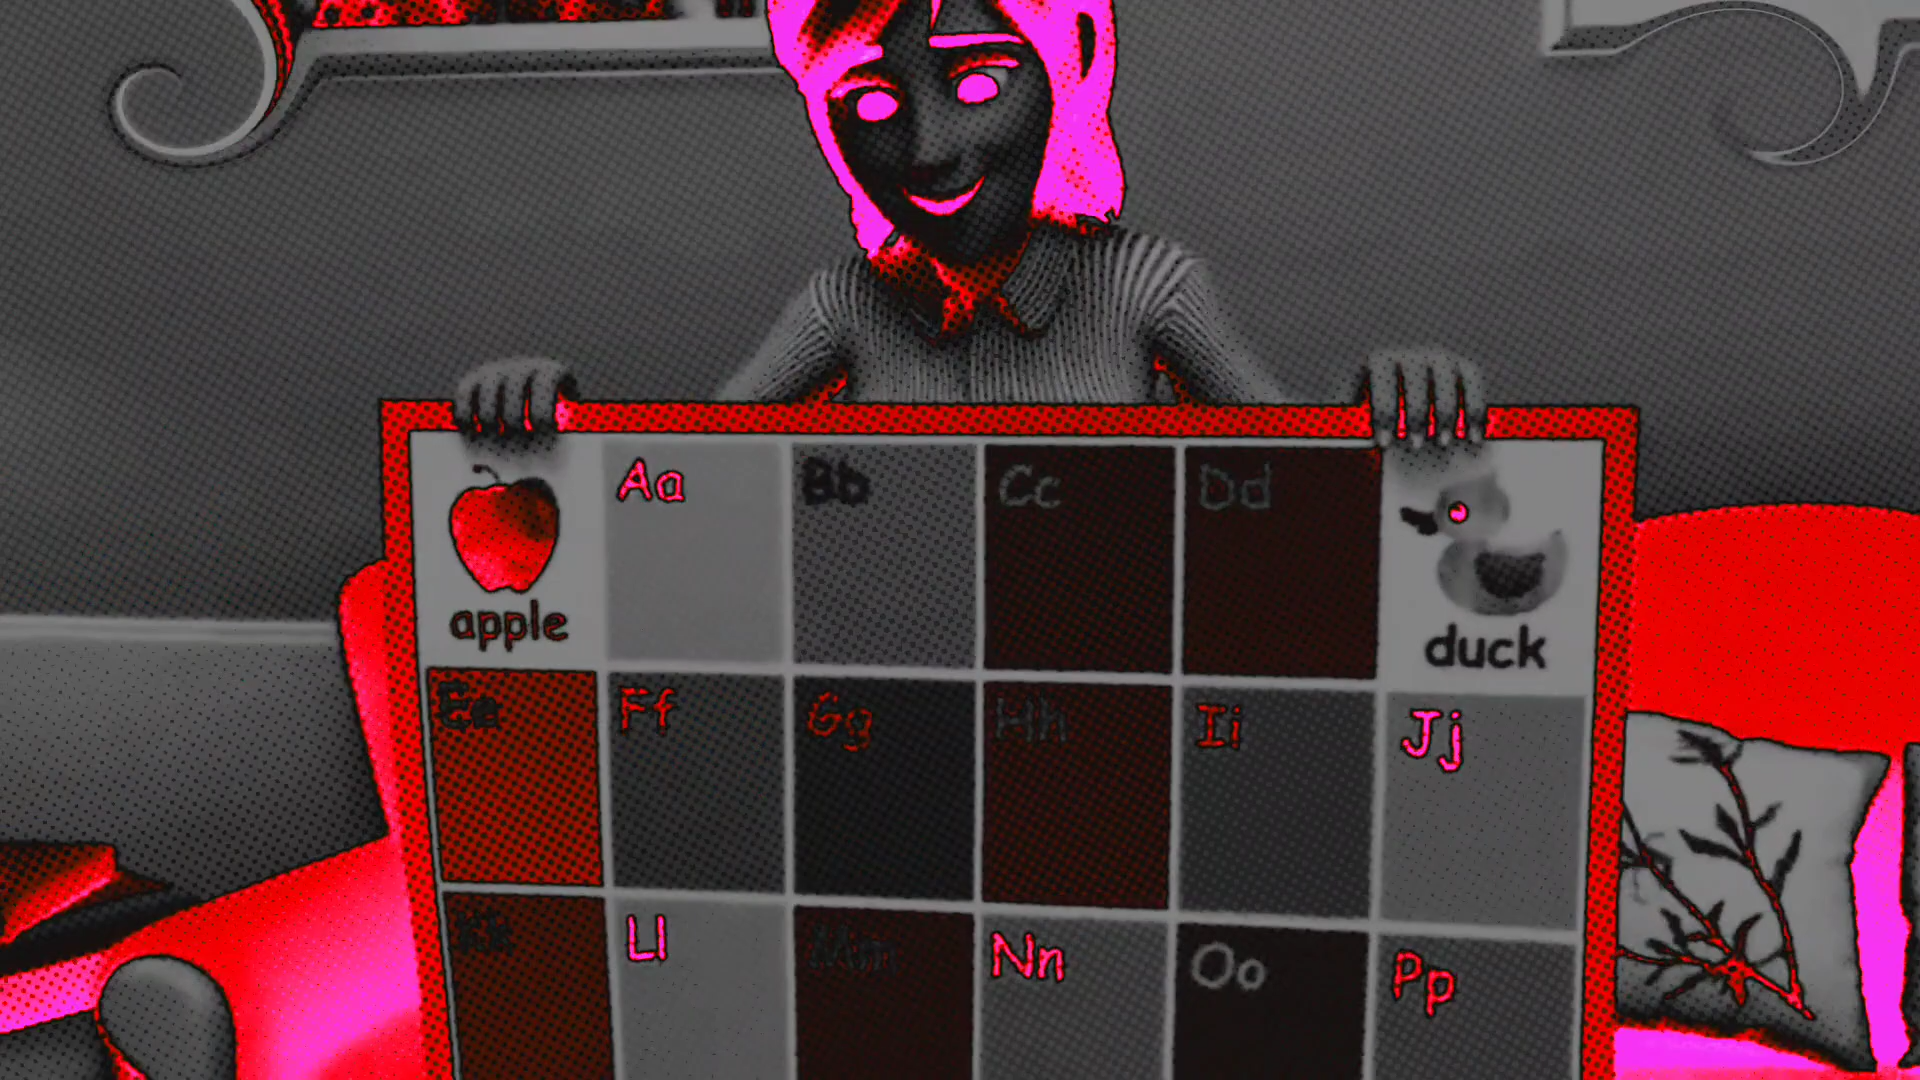 Aa Bb Cc Dd
apple duck
Ee Ff Gg Hh Ii Jj
Kk Ll Mm Nn Oo Pp